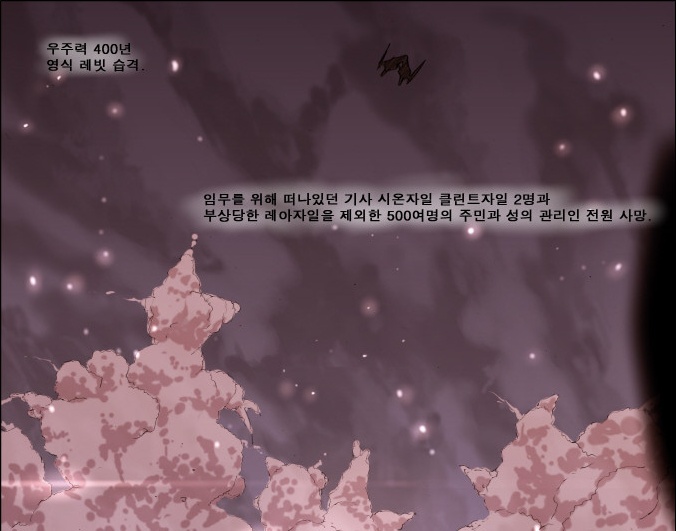 우주력 400년
영식 레빗 습격.
임무를 위해 떠나있던 기사 시온자일 클린트자일 2명과
부상당한 레아자일을 제외한 500여명의 주민과 성의 관리인 전원 사망.